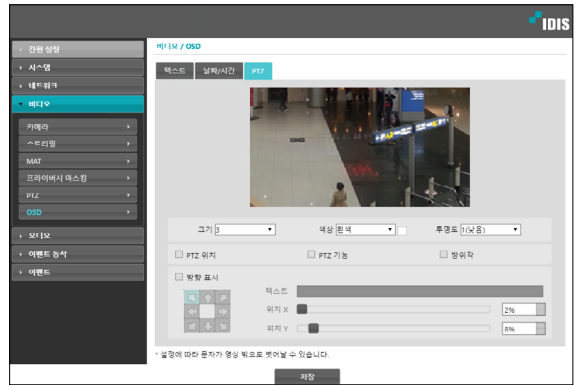 IDIS
간편 설정
시스템
네트워크
비디오
카메라
스트리밍
MAT
프라이버시 마스킹
PTZ
OSD
오디오
이벤트 동작
이벤트
비디오 / OSD
텍스트 날짜/시간 PTZ
크기 3 색상 흰색 투명도 1(낮음)
PTZ 위치 PTZ 기능 방위각
방향 표시
텍스트
위치 X 2%
위치 Y 8%
* 설정에 따라 문자가 영상 밖으로 벗어날 수 있습니다.
저장